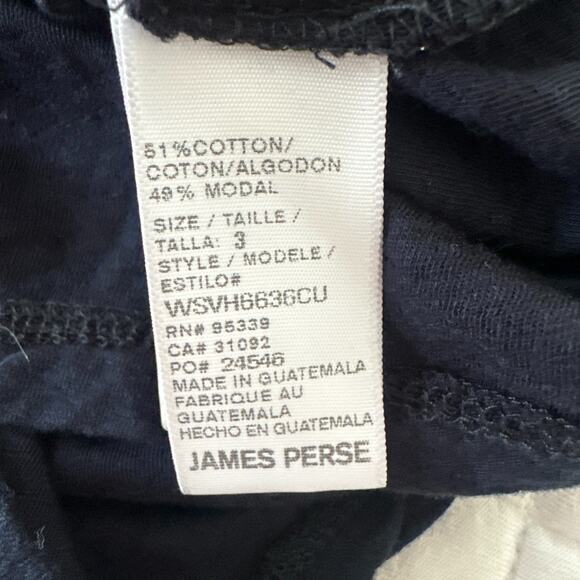 51%COTTON/
COTON/ALGODON
49% MODAL
SIZE / TAILLE /
TALLA: 3
STYLE / MODELE /
ESTILO#
WSVH6636CU
RN# 95339
CA# 31092
PO# 24546
MADE IN GUATEMALA
FABRIQUE AU
GUATEMALA
HECHO EN GUATEMALA
JAMES PERSE